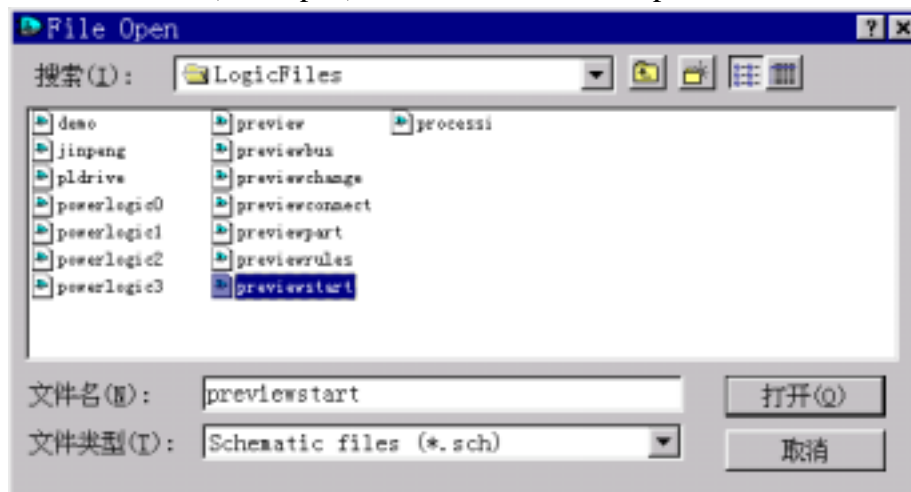 File Open
搜索(I): LogicFiles
demo preview processi
jinpeng previewbus
pldrive previewchange
powerlogic0 previewconnect
powerlogic1 previewpart
powerlogic2 previewrules
powerlogic3 previewstart
文件名(N): previewstart 打开(O)
文件类型(T): Schematic files (*.sch) 取消